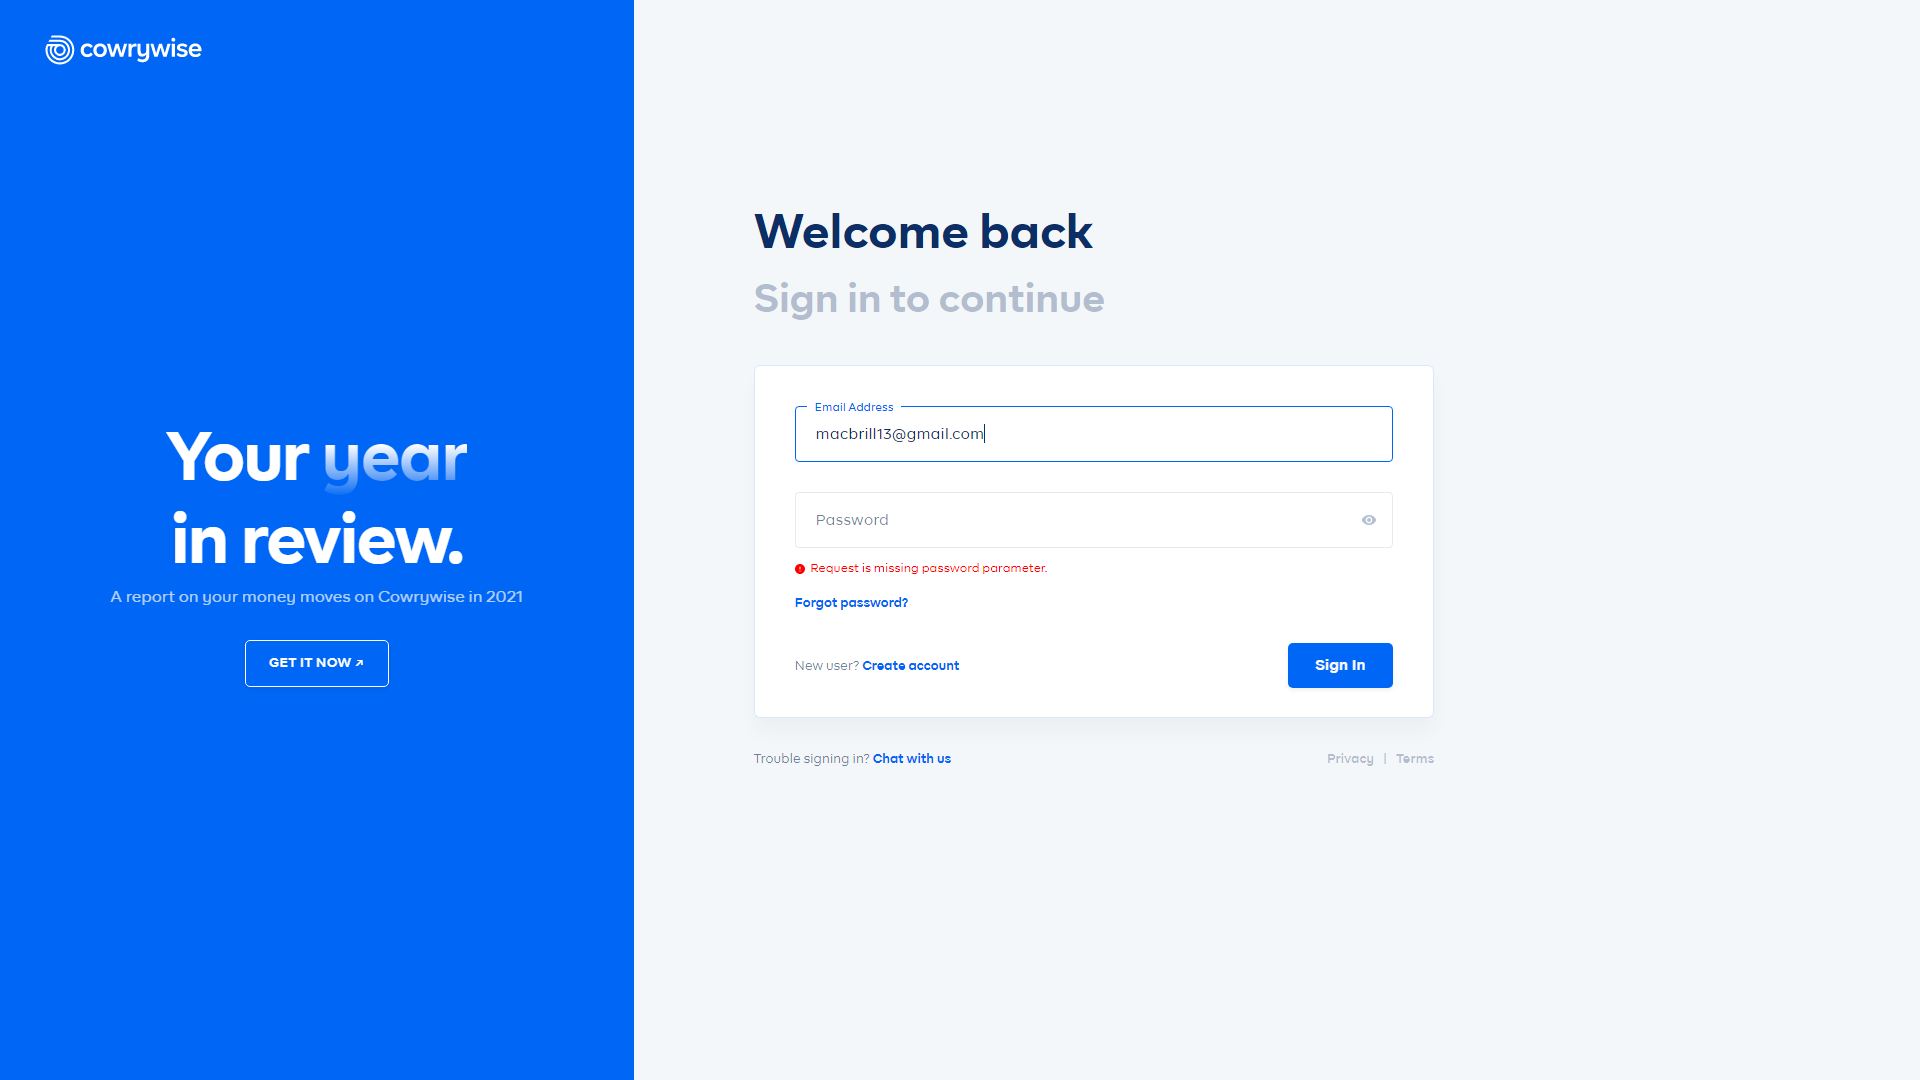 cowrywise
Your year
in review.
A report on your money moves on Cowrywise in 2021
GET IT NOW ↗
Welcome back
Sign in to continue
Email Address
macbrill13@gmail.com
Password
Request is missing password parameter.
Forgot password?
New user? Create account
Sign In
Trouble signing in? Chat with us
Privacy | Terms